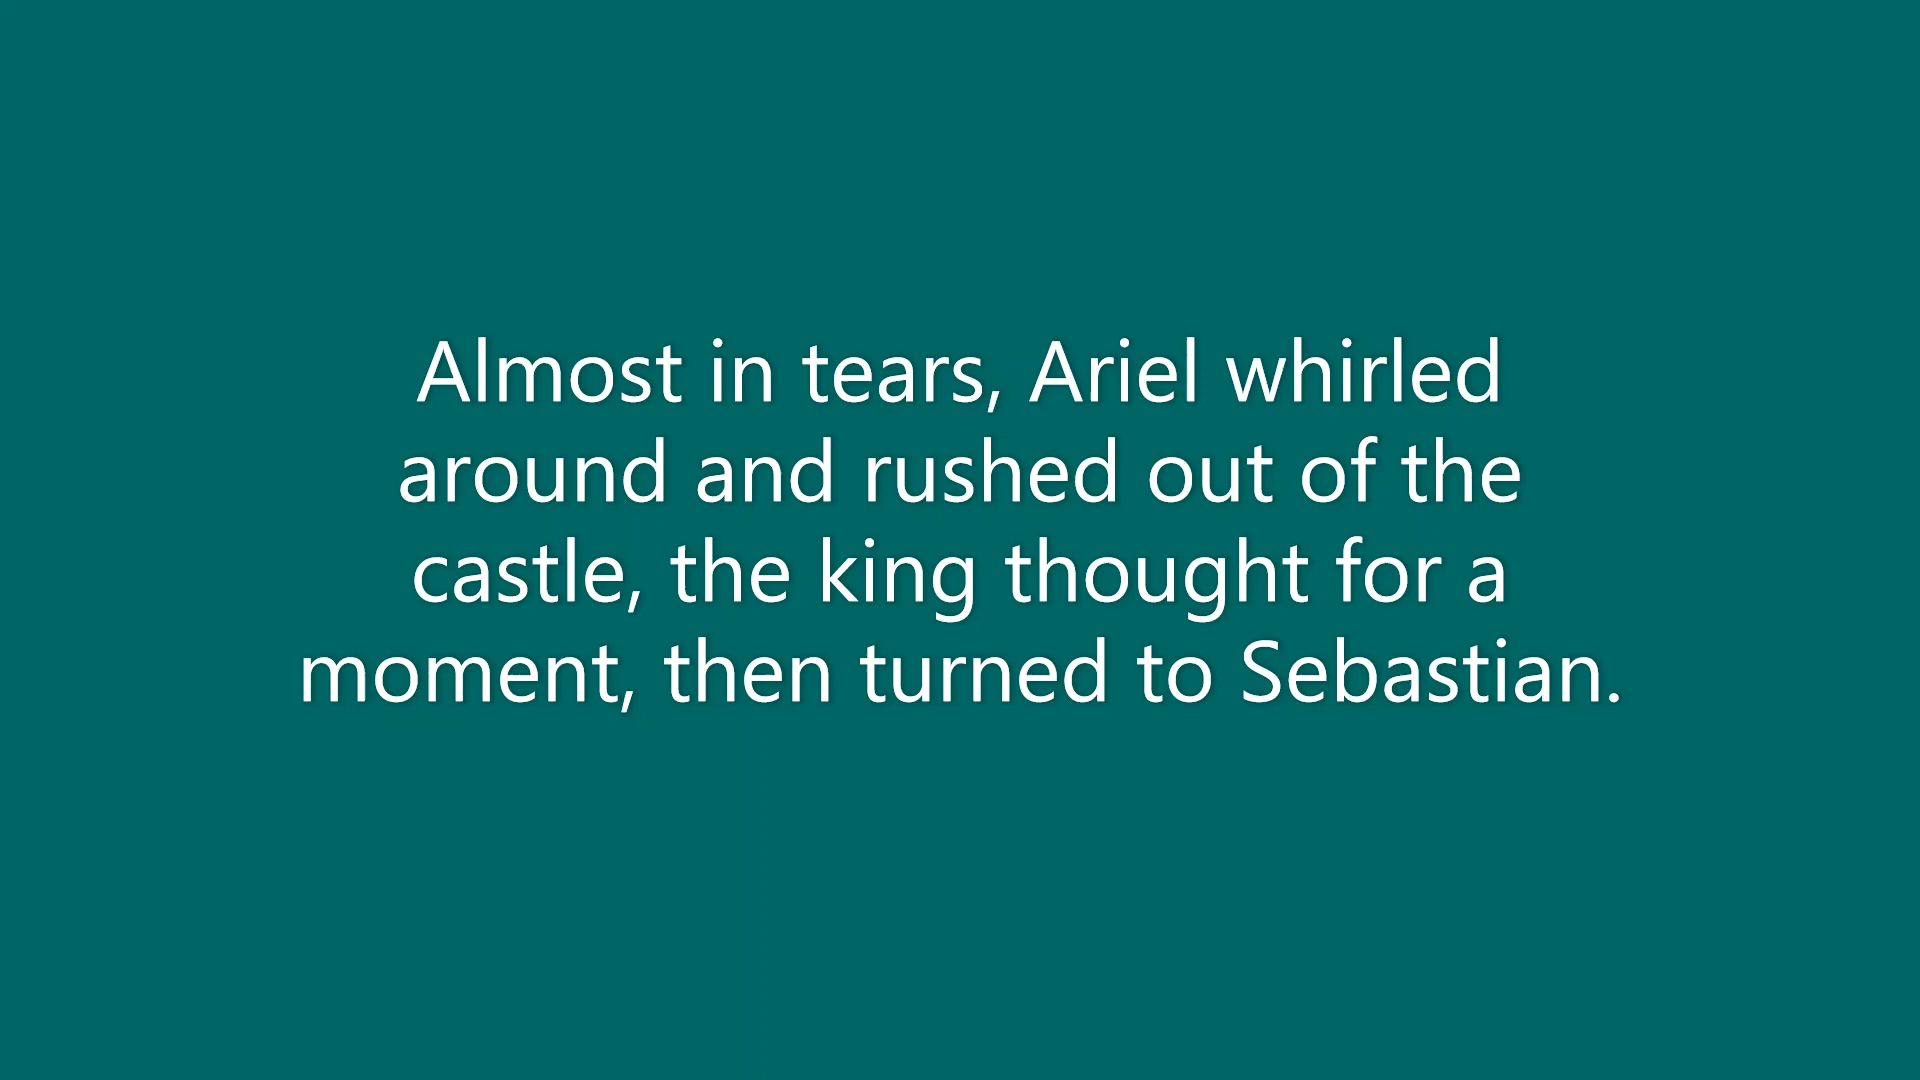 Almost in tears, Ariel whirled
around and rushed out of the
castle, the king thought for a
moment, then turned to Sebastian.